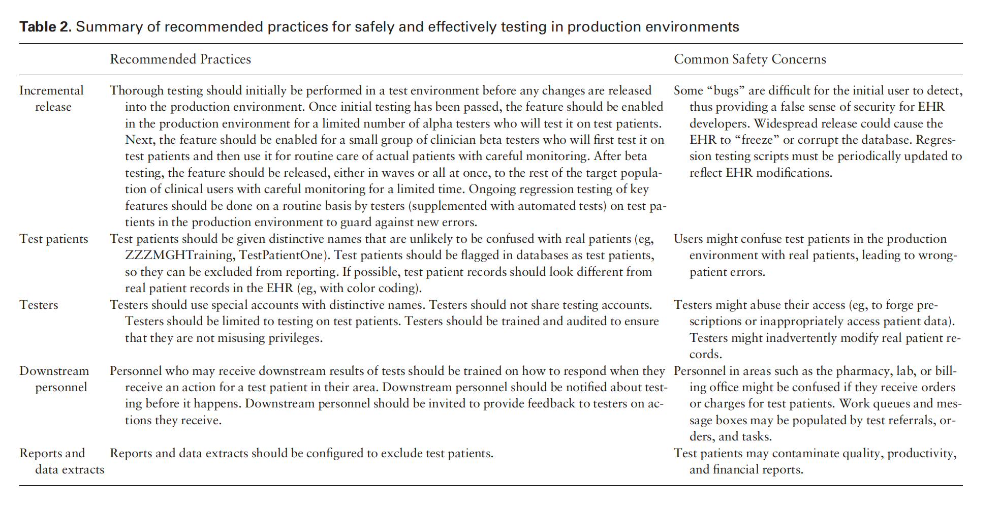 Table 2. Summary of recommended practices for safely and effectively testing in production environments
Recommended Practices Common Safety Concerns
Incremental release
Thorough testing should initially be performed in a test environment before any changes are released
into the production environment. Once initial testing has been passed, the feature should be enabled
in the production environment for a limited number of alpha testers who will test it on test patients.
Next, the feature should be enabled for a small group of clinician beta testers who will first test it on
test patients and then use it for routine care of actual patients with careful monitoring. After beta
testing, the feature should be released, either in waves or all at once, to the rest of the target popula-
tion of clinical users with careful monitoring for a limited time. Ongoing regression testing of key
features should be done on a routine basis by testers (supplemented with automated tests) on test pa-
tients in the production environment to guard against new errors.
Some “bugs” are difficult for the initial user to detect,
thus providing a false sense of security for EHR
developers. Widespread release could cause the
EHR to “freeze” or corrupt the database. Regres-
sion testing scripts must be periodically updated to
reflect EHR modifications.
Test patients
Test patients should be given distinctive names that are unlikely to be confused with real patients (eg,
ZZZMGHTraining, TestPatientOne). Test patients should be flagged in databases as test patients,
so they can be excluded from reporting. If possible, test patient records should look different from
real patient records in the EHR (eg, with color coding).
Users might confuse test patients in the production
environment with real patients, leading to wrong-
patient errors.
Testers
Testers should use special accounts with distinctive names. Testers should not share testing accounts.
Testers should be limited to testing on test patients. Testers should be trained and audited to ensure
that they are not misusing privileges.
Testers might abuse their access (eg, to forge pre-
scriptions or inappropriately access patient data).
Testers might inadvertently modify real patient re-
cords.
Downstream
personnel
Personnel who may receive downstream results of tests should be trained on how to respond when they
receive an action for a test patient in their area. Downstream personnel should be notified about test-
ing before it happens. Downstream personnel should be invited to provide feedback to testers on ac-
tions they receive.
Personnel in areas such as the pharmacy, lab, or bill-
ing office might be confused if they receive orders
or charges for test patients. Work queues and mes-
sage boxes may be populated by test referrals, or-
ders, and tasks.
Reports and
data extracts
Reports and data extracts should be configured to exclude test patients.
Test patients may contaminate quality, productivity,
and financial reports.